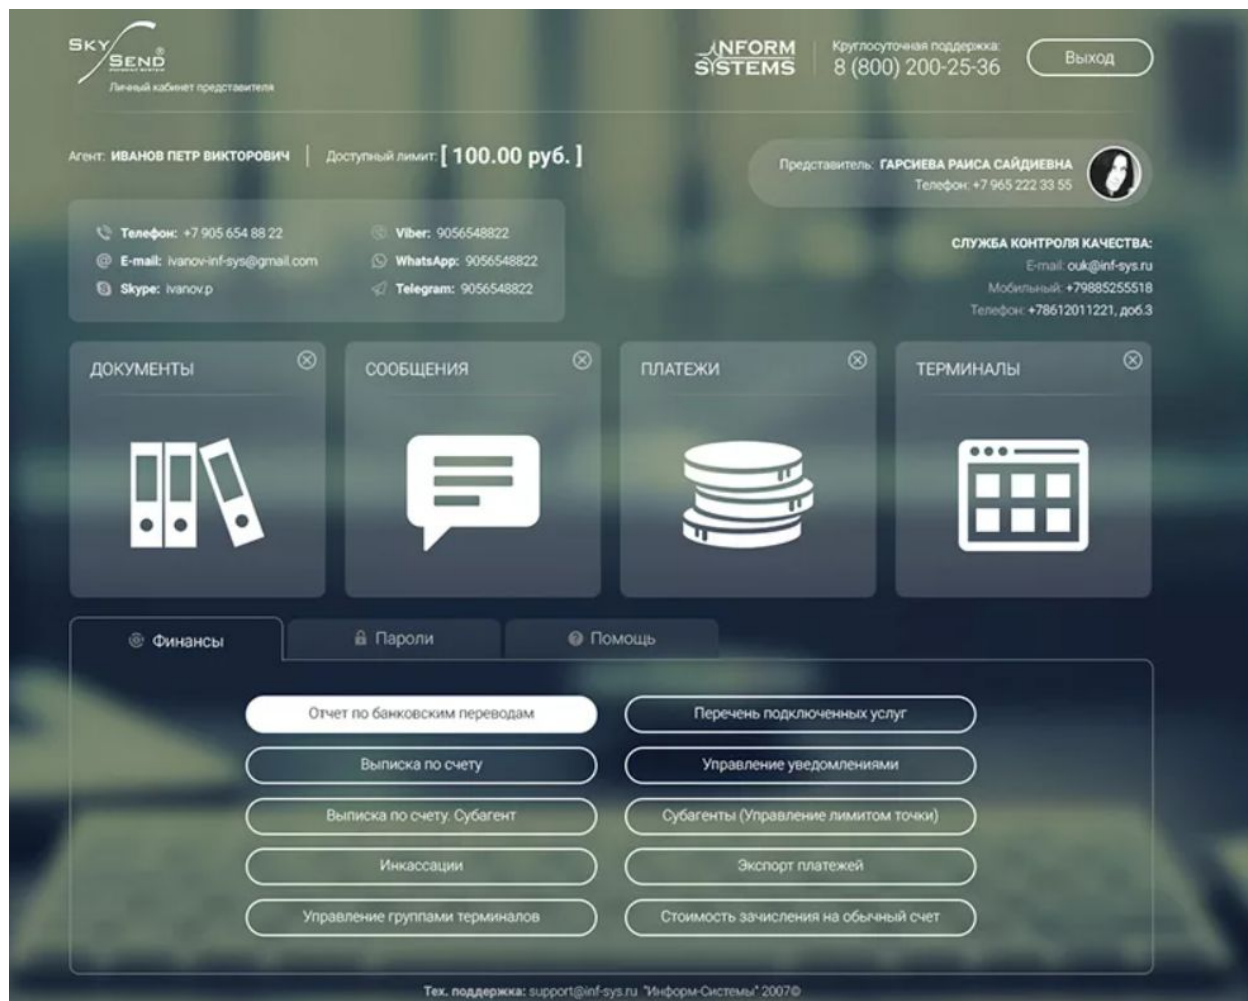 SKY SEND®
PAYMENT SYSTEM
Личный кабинет представителя
INFORM SISTEMS
Круглосуточная поддержка:
8 (800) 200-25-36
Выход
Агент: ИВАНОВ ПЕТР ВИКТОРОВИЧ
Доступный лимит: [ 100.00 руб. ]
Представитель: ГАРСИЕВА РАИСА САЙДИЕВНА
Телефон: +7 965 222 33 55
Телефон: +7 905 654 88 22
Viber: 9056548822
E-mail: ivanov-inf-sys@gmail.com
WhatsApp: 9056548822
Skype: ivanov.p
Telegram: 9056548822
СЛУЖБА КОНТРОЛЯ КАЧЕСТВА:
E-mail: ouk@inf-sys.ru
Мобильный: +79885255518
Телефон: +78612011221, доб.3
ДОКУМЕНТЫ
СООБЩЕНИЯ
ПЛАТЕЖИ
ТЕРМИНАЛЫ
Финансы
Пароли
Помощь
Отчет по банковским переводам
Перечень подключенных услуг
Выписка по счету
Управление уведомлениями
Выписка по счету. Субагент
Субагенты (Управление лимитом точки)
Инкассации
Экспорт платежей
Управление группами терминалов
Стоимость зачисления на обычный счет
Тех. поддержка: support@inf-sys.ru "Информ-Системы" 2007©